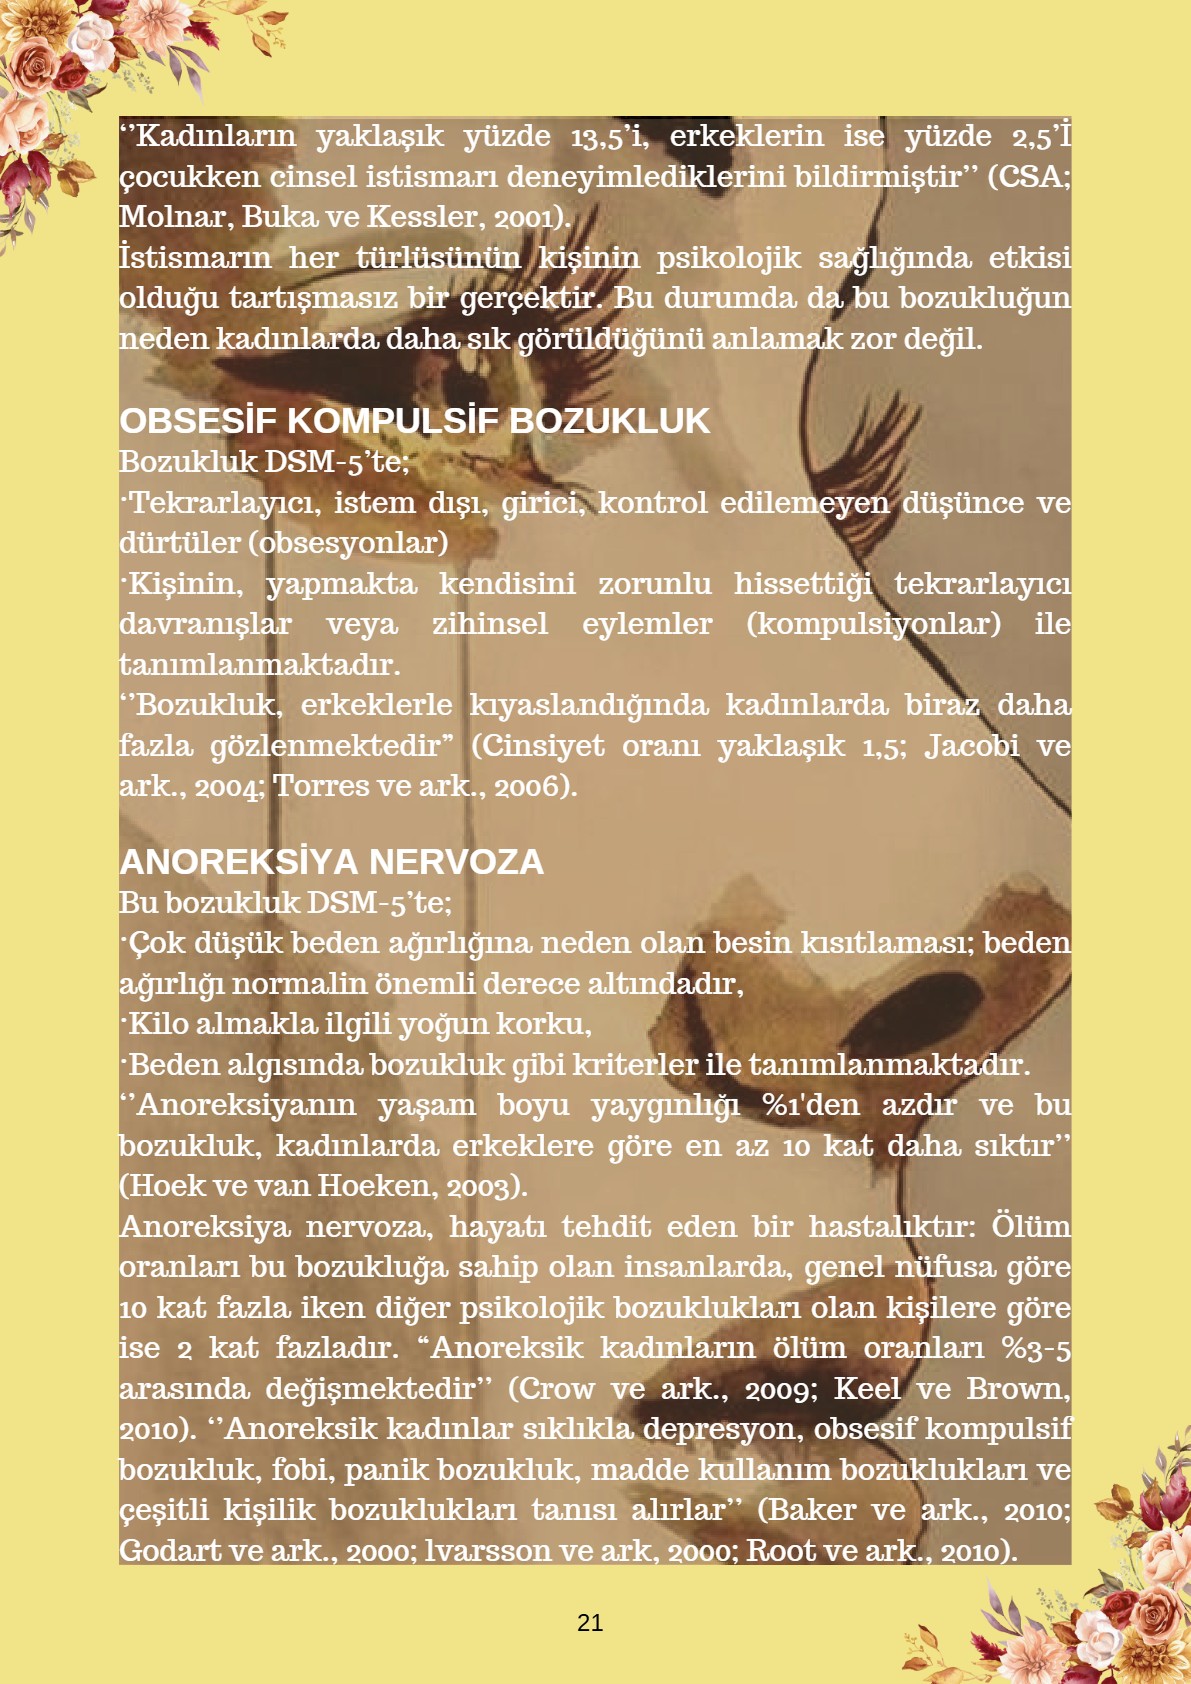 ‘’Kadınların yaklaşık yüzde 13,5’i, erkeklerin ise yüzde 2,5’İ
çocukken cinsel istismarı deneyimlediklerini bildirmiştir’’ (CSA;
Molnar, Buka ve Kessler, 2001).
İstismarın her türlüsünün kişinin psikolojik sağlığında etkisi
olduğu tartışmasız bir gerçektir. Bu durumda da bu bozukluğun
neden kadınlarda daha sık görüldüğünü anlamak zor değil.
OBSESİF KOMPULSİF BOZUKLUK
Bozukluk DSM-5’te;
·Tekrarlayıcı, istem dışı, girici, kontrol edilemeyen düşünce ve
dürtüler (obsesyonlar)
·Kişinin, yapmakta kendisini zorunlu hissettiği tekrarlayıcı
davranışlar veya zihinsel eylemler (kompulsiyonlar) ile
tanımlanmaktadır.
‘’Bozukluk, erkeklerle kıyaslandığında kadınlarda biraz daha
fazla gözlenmektedir” (Cinsiyet oranı yaklaşık 1,5; Jacobi ve
ark., 2004; Torres ve ark., 2006).
ANOREKSİYA NERVOZA
Bu bozukluk DSM-5’te;
·Çok düşük beden ağırlığına neden olan besin kısıtlaması; beden
ağırlığı normalin önemli derece altındadır,
·Kilo almakla ilgili yoğun korku,
·Beden algısında bozukluk gibi kriterler ile tanımlanmaktadır.
‘’Anoreksiyanın yaşam boyu yaygınlığı %1'den azdır ve bu
bozukluk, kadınlarda erkeklere göre en az 10 kat daha sıktır’’
(Hoek ve van Hoeken, 2003).
Anoreksiya nervoza, hayatı tehdit eden bir hastalıktır: Ölüm
oranları bu bozukluğa sahip olan insanlarda, genel nüfusa göre
10 kat fazla iken diğer psikolojik bozuklukları olan kişilere göre
ise 2 kat fazladır. “Anoreksik kadınların ölüm oranları %3-5
arasında değişmektedir’’ (Crow ve ark., 2009; Keel ve Brown,
2010). ‘’Anoreksik kadınlar sıklıkla depresyon, obsesif kompulsif
bozukluk, fobi, panik bozukluk, madde kullanım bozuklukları ve
çeşitli kişilik bozuklukları tanısı alırlar’’ (Baker ve ark., 2010;
Godart ve ark., 2000; lvarsson ve ark, 2000; Root ve ark., 2010).
21